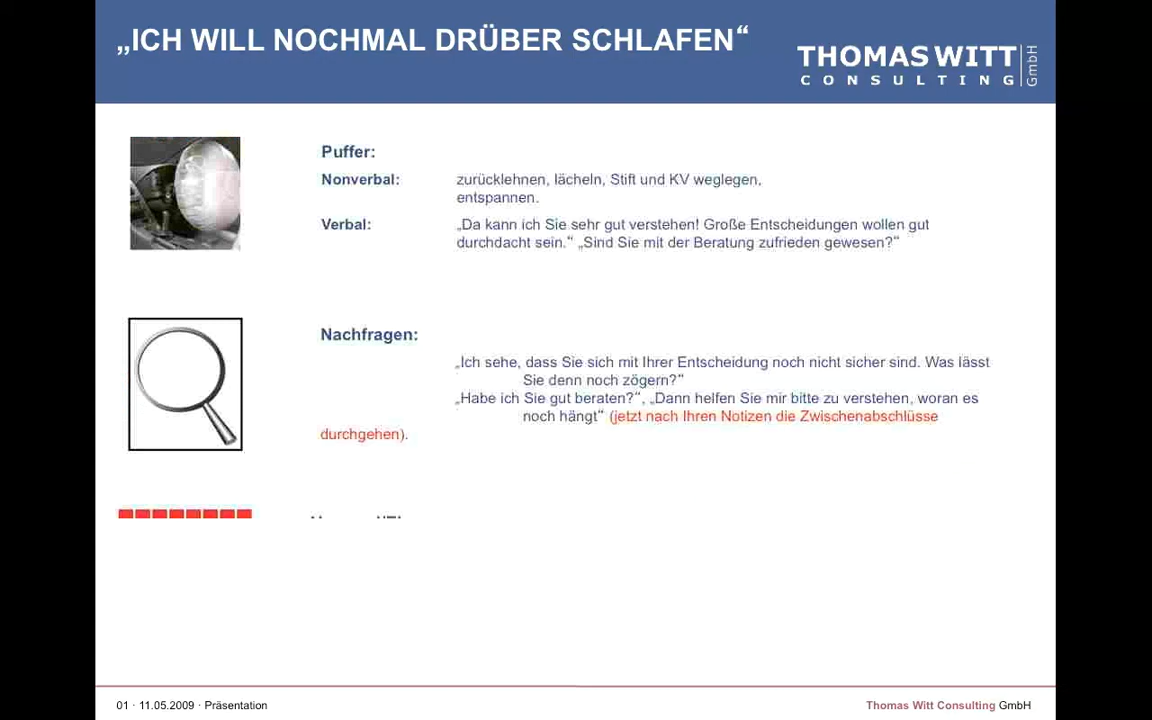 „ICH WILL NOCHMAL DRÜBER SCHLAFEN“
THOMAS WITT
CONSULTING
GmbH
Puffer:
Nonverbal: zurücklehnen, lächeln, Stift und KV weglegen,
entspannen.
Verbal: „Da kann ich Sie sehr gut verstehen! Große Entscheidungen wollen gut
durchdacht sein.“ „Sind Sie mit der Beratung zufrieden gewesen?“
Nachfragen:
„Ich sehe, dass Sie sich mit Ihrer Entscheidung noch nicht sicher sind. Was lässt
Sie denn noch zögern?“
„Habe ich Sie gut beraten?“, „Dann helfen Sie mir bitte zu verstehen, woran es
noch hängt“ (jetzt nach Ihren Notizen die Zwischenabschlüsse
durchgehen).
01 · 11.05.2009 · Präsentation
Thomas Witt Consulting GmbH